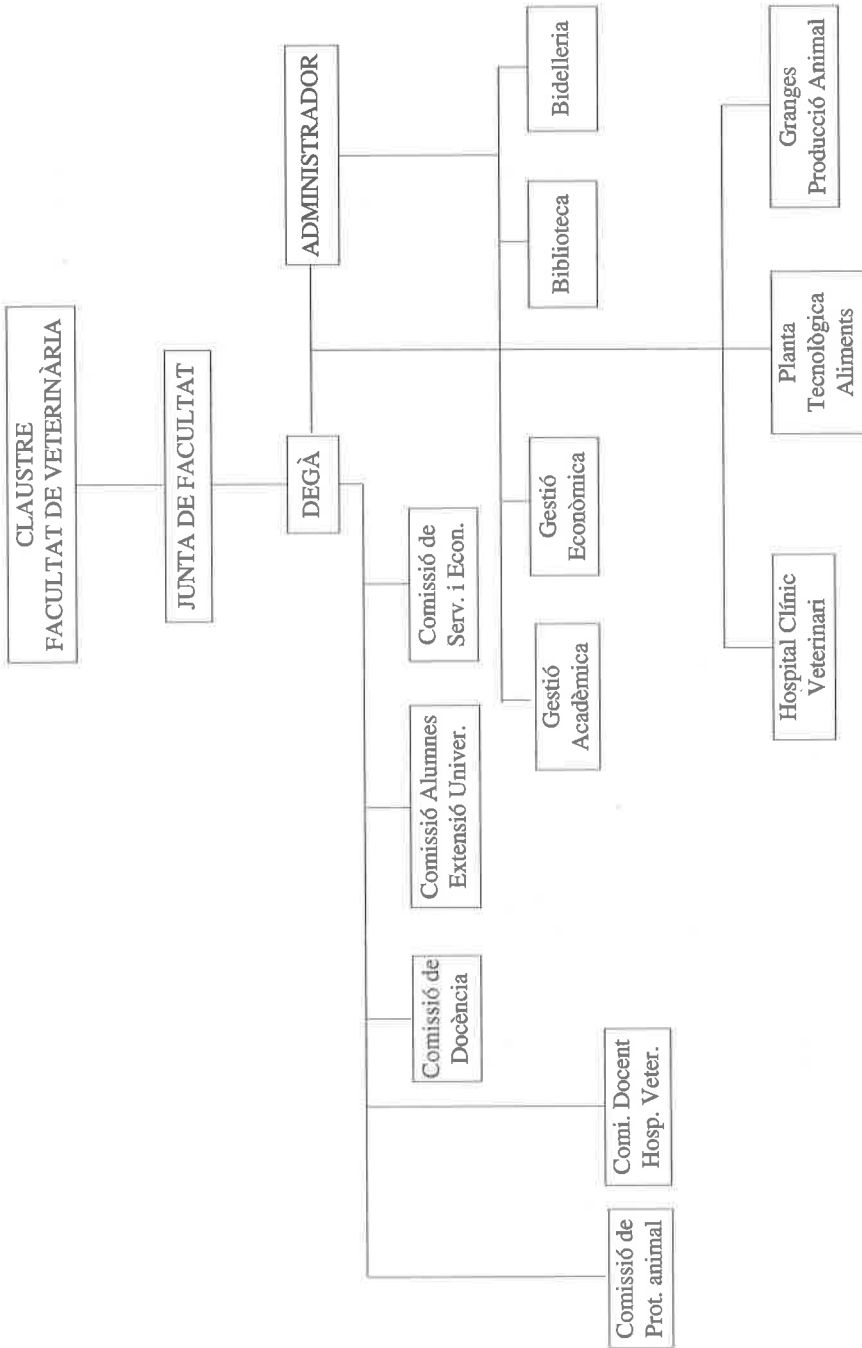 CLAUSTRE
FACULTAT DE VETERINÀRIA
JUNTA DE FACULTAT
DEGÀ
ADMINISTRADOR
Comissió de
Prot. animal
Comi. Docent
Hosp. Veter.
Comissió de
Docència
Comissió Alumnes
Extensió Univer.
Comissió de
Serv. i Econ.
Gestió
Acadèmica
Gestió
Econòmica
Biblioteca
Bidelleria
Hospital Clínic
Veterinari
Planta
Tecnològica
Aliments
Granges
Producció Animal